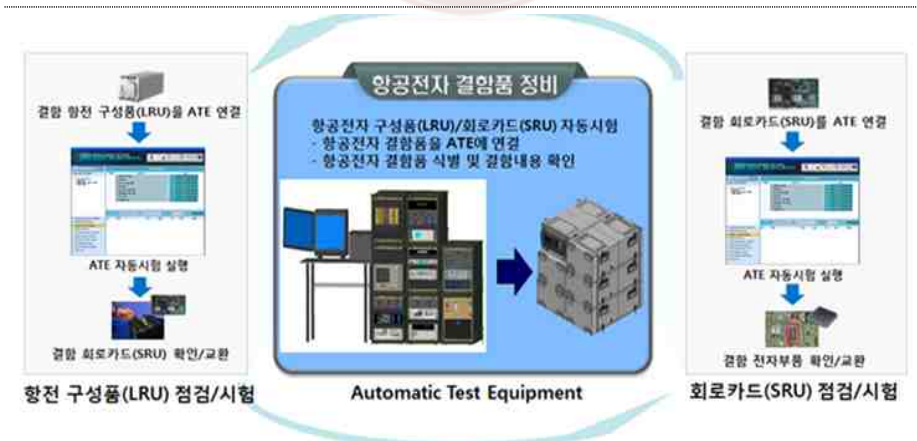 결함 항전 구성품(LRU)을 ATE 연결
ATE 자동시험 실행
결함 회로카드(SRU) 확인/교환
항전 구성품(LRU) 점검/시험
항공전자 결함품 정비
항공전자 구성품(LRU)/회로카드(SRU) 자동시험
- 항공전자 결함품을 ATE에 연결
- 항공전자 결함품 식별 및 결함내용 확인
Automatic Test Equipment
결함 회로카드(SRU)를 ATE 연결
ATE 자동시험 실행
결함 전자부품 확인/교환
회로카드(SRU) 점검/시험